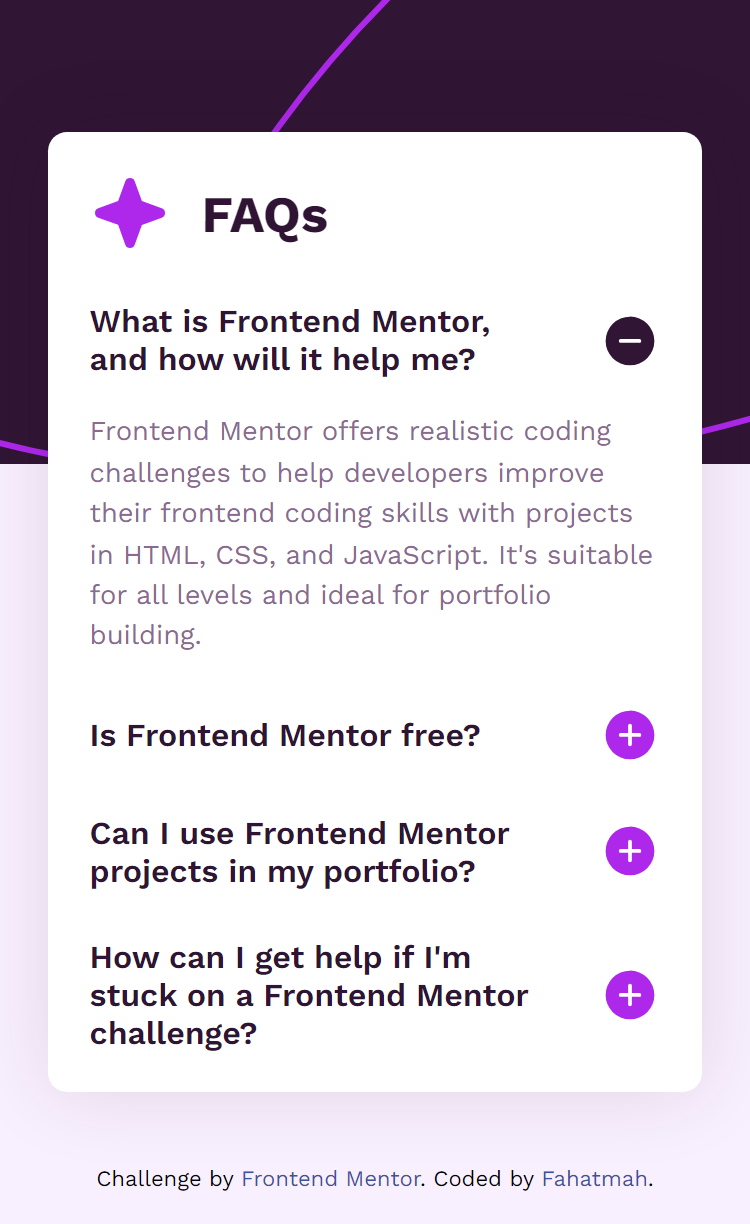 FAQs
What is Frontend Mentor,
and how will it help me?
Frontend Mentor offers realistic coding
challenges to help developers improve
their frontend coding skills with projects
in HTML, CSS, and JavaScript. It's suitable
for all levels and ideal for portfolio
building.
Is Frontend Mentor free?
Can I use Frontend Mentor
projects in my portfolio?
How can I get help if I'm
stuck on a Frontend Mentor
challenge?
Challenge by Frontend Mentor. Coded by Fahatmah.